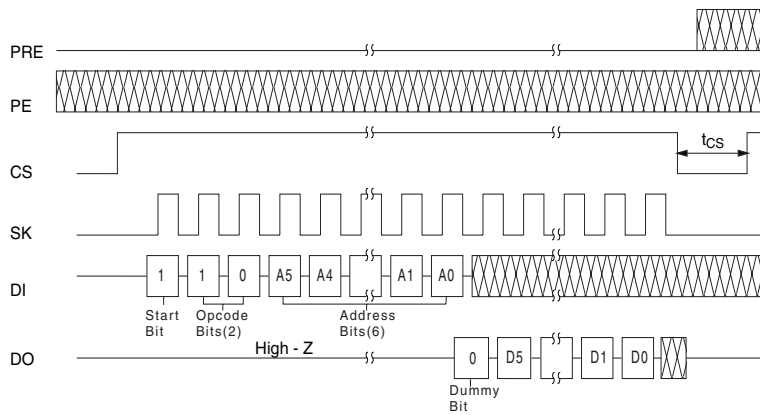 PRE
PE
CS
tCS
SK
DI
1 1 0 A5 A4 A1 A0
Start Bit
Opcode Bits(2)
Address Bits(6)
High - Z
DO
0 D5 D1 D0
Dummy Bit